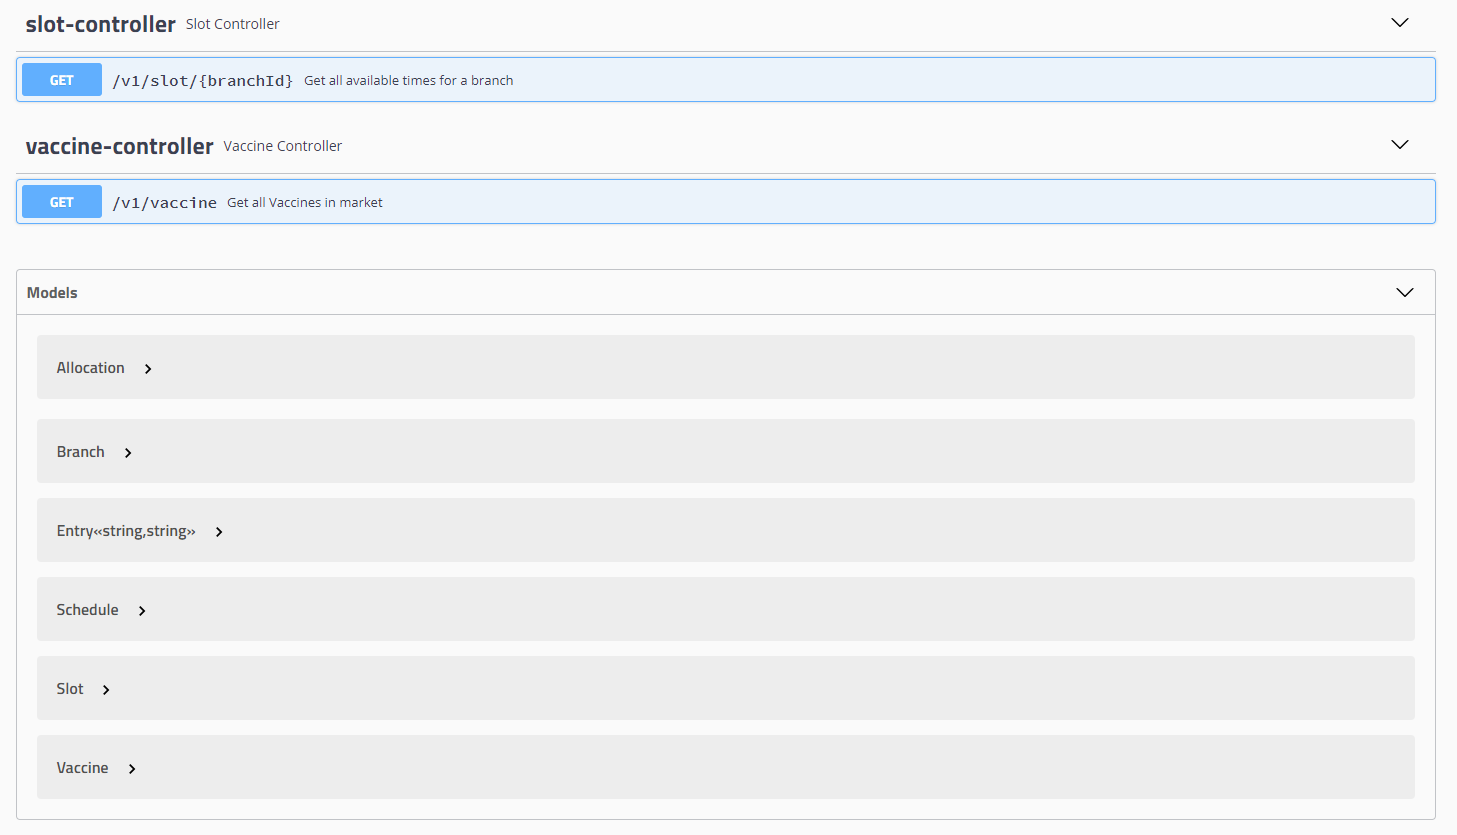 slot-controller Slot Controller
GET /v1/slot/{branchId} Get all available times for a branch
vaccine-controller Vaccine Controller
GET /v1/vaccine Get all Vaccines in market
Models
Allocation
Branch
Entry«string,string»
Schedule
Slot
Vaccine